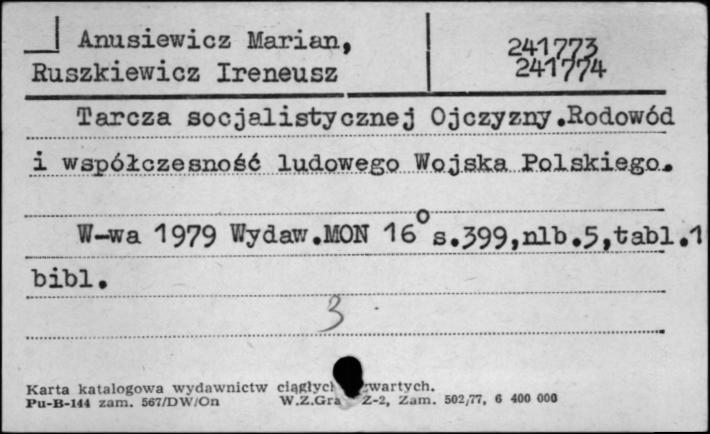 Anusiewicz Marian,
Ruszkiewicz Ireneusz
241773
241774
Tarcza socjalistycznej Ojczyzny.Rodowód
i współczesność ludowego Wojska Polskiego.
W-wa 1979 Wydaw.MON 16° s.399,nlb.5,tabl.1
bibl.
3
Karta katalogowa wydawnictw
Pu-B-144 zam. 567/DW/On W.Z.Gra Z-2, Zam. 502/77, 6 400 000